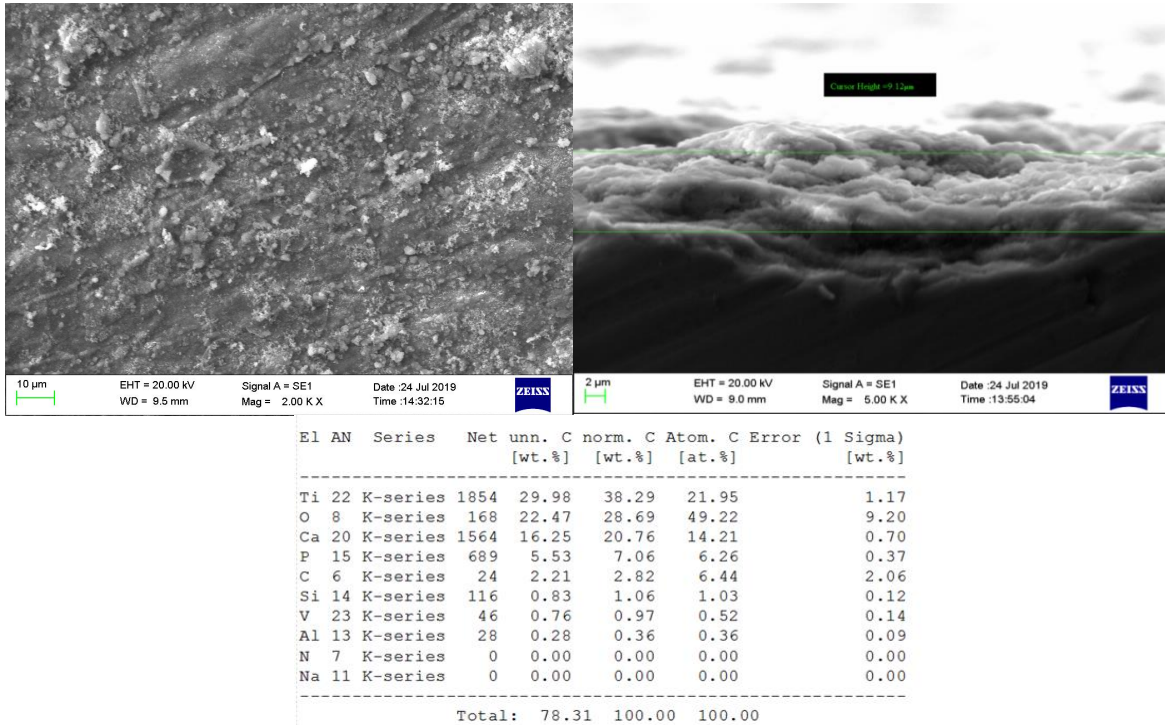 Cursor Height =9.12µm
10 µm
EHT = 20.00 kV
Signal A = SE1
Date :24 Jul 2019
WD = 9.5 mm
Mag = 2.00 K X
Time :14:32:15
ZEISS
2 µm
EHT = 20.00 kV
Signal A = SE1
Date :24 Jul 2019
WD = 9.0 mm
Mag = 5.00 K X
Time :13:55:04
ZEISS
El AN Series Net unn. C norm. C Atom. C Error (1 Sigma)
[wt.%] [wt.%] [at.%] [wt.%]
Ti 22 K-series 1854 29.98 38.29 21.95 1.17
O 8 K-series 168 22.47 28.69 49.22 9.20
Ca 20 K-series 1564 16.25 20.76 14.21 0.70
P 15 K-series 689 5.53 7.06 6.26 0.37
C 6 K-series 24 2.21 2.82 6.44 2.06
Si 14 K-series 116 0.83 1.06 1.03 0.12
V 23 K-series 46 0.76 0.97 0.52 0.14
Al 13 K-series 28 0.28 0.36 0.36 0.09
N 7 K-series 0 0.00 0.00 0.00 0.00
Na 11 K-series 0 0.00 0.00 0.00 0.00
Total: 78.31 100.00 100.00